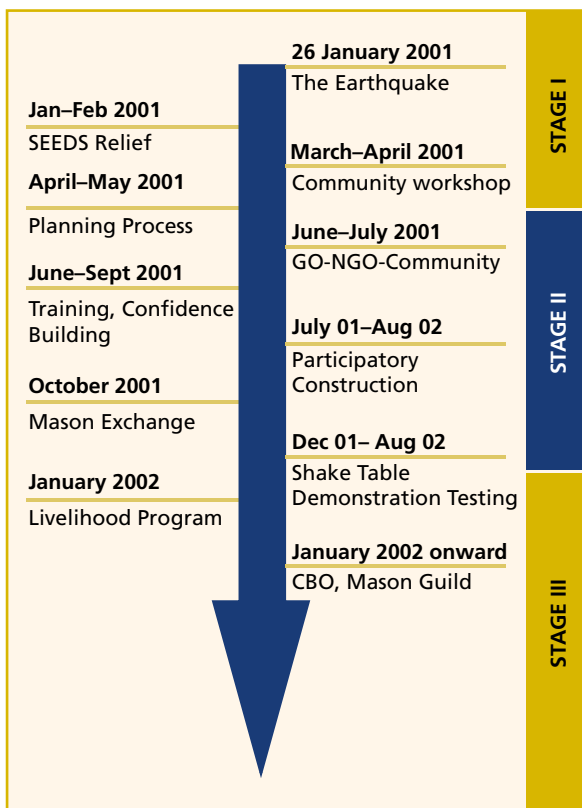 26 January 2001
The Earthquake
Jan–Feb 2001
SEEDS Relief
March–April 2001
Community workshop
April–May 2001
Planning Process
June–July 2001
GO-NGO-Community
June–Sept 2001
Training, Confidence
Building
July 01–Aug 02
Participatory
Construction
October 2001
Mason Exchange
Dec 01– Aug 02
Shake Table
Demonstration Testing
January 2002
Livelihood Program
January 2002 onward
CBO, Mason Guild
STAGE I
STAGE II
STAGE III